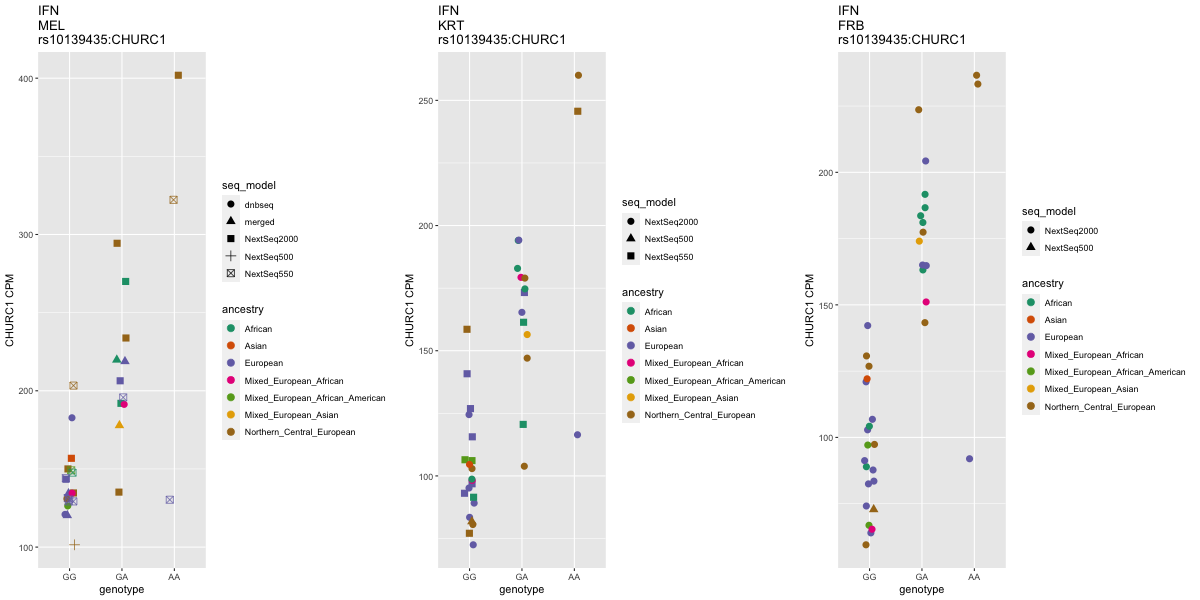 IFN
MEL
rs10139435:CHURC1
CHURC1 CPM
400
300
200
100
GG GA AA
genotype
seq_model
dnbseq
merged
NextSeq2000
NextSeq500
NextSeq550
ancestry
African
Asian
European
Mixed_European_African
Mixed_European_African_American
Mixed_European_Asian
Northern_Central_European
IFN
KRT
rs10139435:CHURC1
CHURC1 CPM
250
200
150
100
GG GA AA
genotype
seq_model
NextSeq2000
NextSeq500
NextSeq550
ancestry
African
Asian
European
Mixed_European_African
Mixed_European_African_American
Mixed_European_Asian
Northern_Central_European
IFN
FRB
rs10139435:CHURC1
CHURC1 CPM
200
150
100
GG GA AA
genotype
seq_model
NextSeq2000
NextSeq500
ancestry
African
Asian
European
Mixed_European_African
Mixed_European_African_American
Mixed_European_Asian
Northern_Central_European